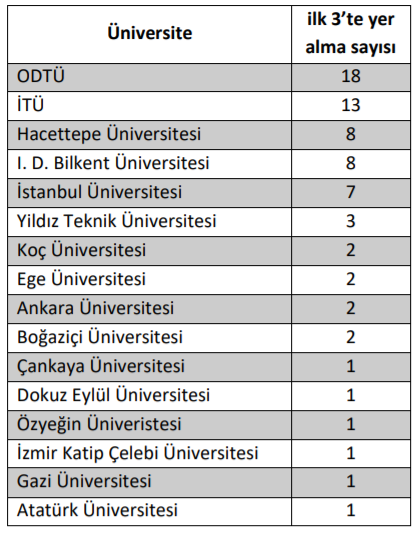 Üniversite
ilk 3'te yer
alma sayısı
ODTÜ 18
İTÜ 13
Hacettepe Üniversitesi 8
I. D. Bilkent Üniversitesi 8
İstanbul Üniversitesi 7
Yildız Teknik Üniversitesi 3
Koç Üniversitesi 2
Ege Üniversitesi 2
Ankara Üniversitesi 2
Boğaziçi Üniversitesi 2
Çankaya Üniversitesi 1
Dokuz Eylül Üniversitesi 1
Özyeğin Üniveristesi 1
İzmir Katip Çelebi Üniversitesi 1
Gazi Üniversitesi 1
Atatürk Üniversitesi 1